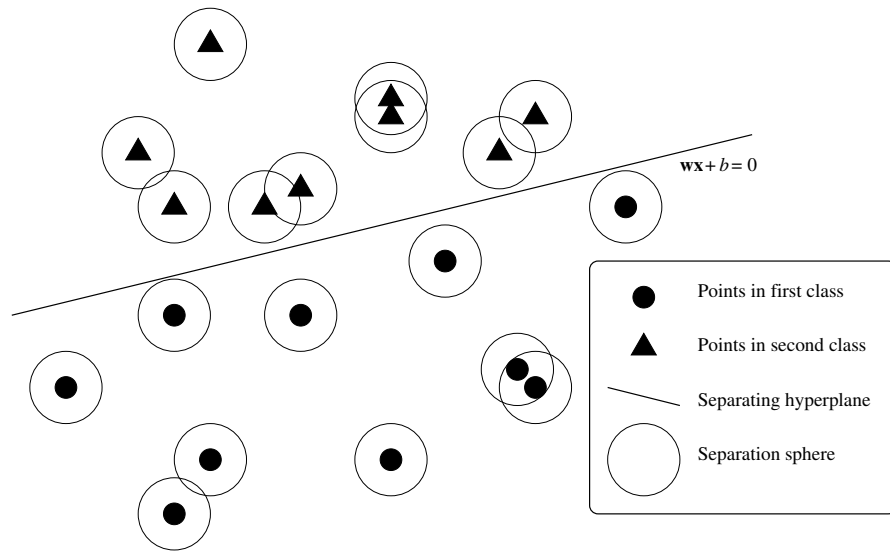 wx + b = 0
Points in first class
Points in second class
Separating hyperplane
Separation sphere